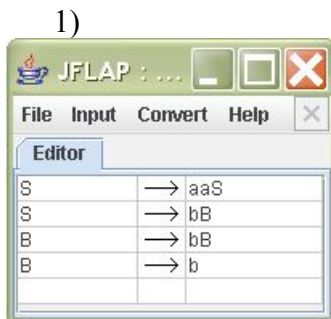 1)
JFLAP : ...
File Input Convert Help
Editor
S → aaS
S → bB
B → bB
B → b